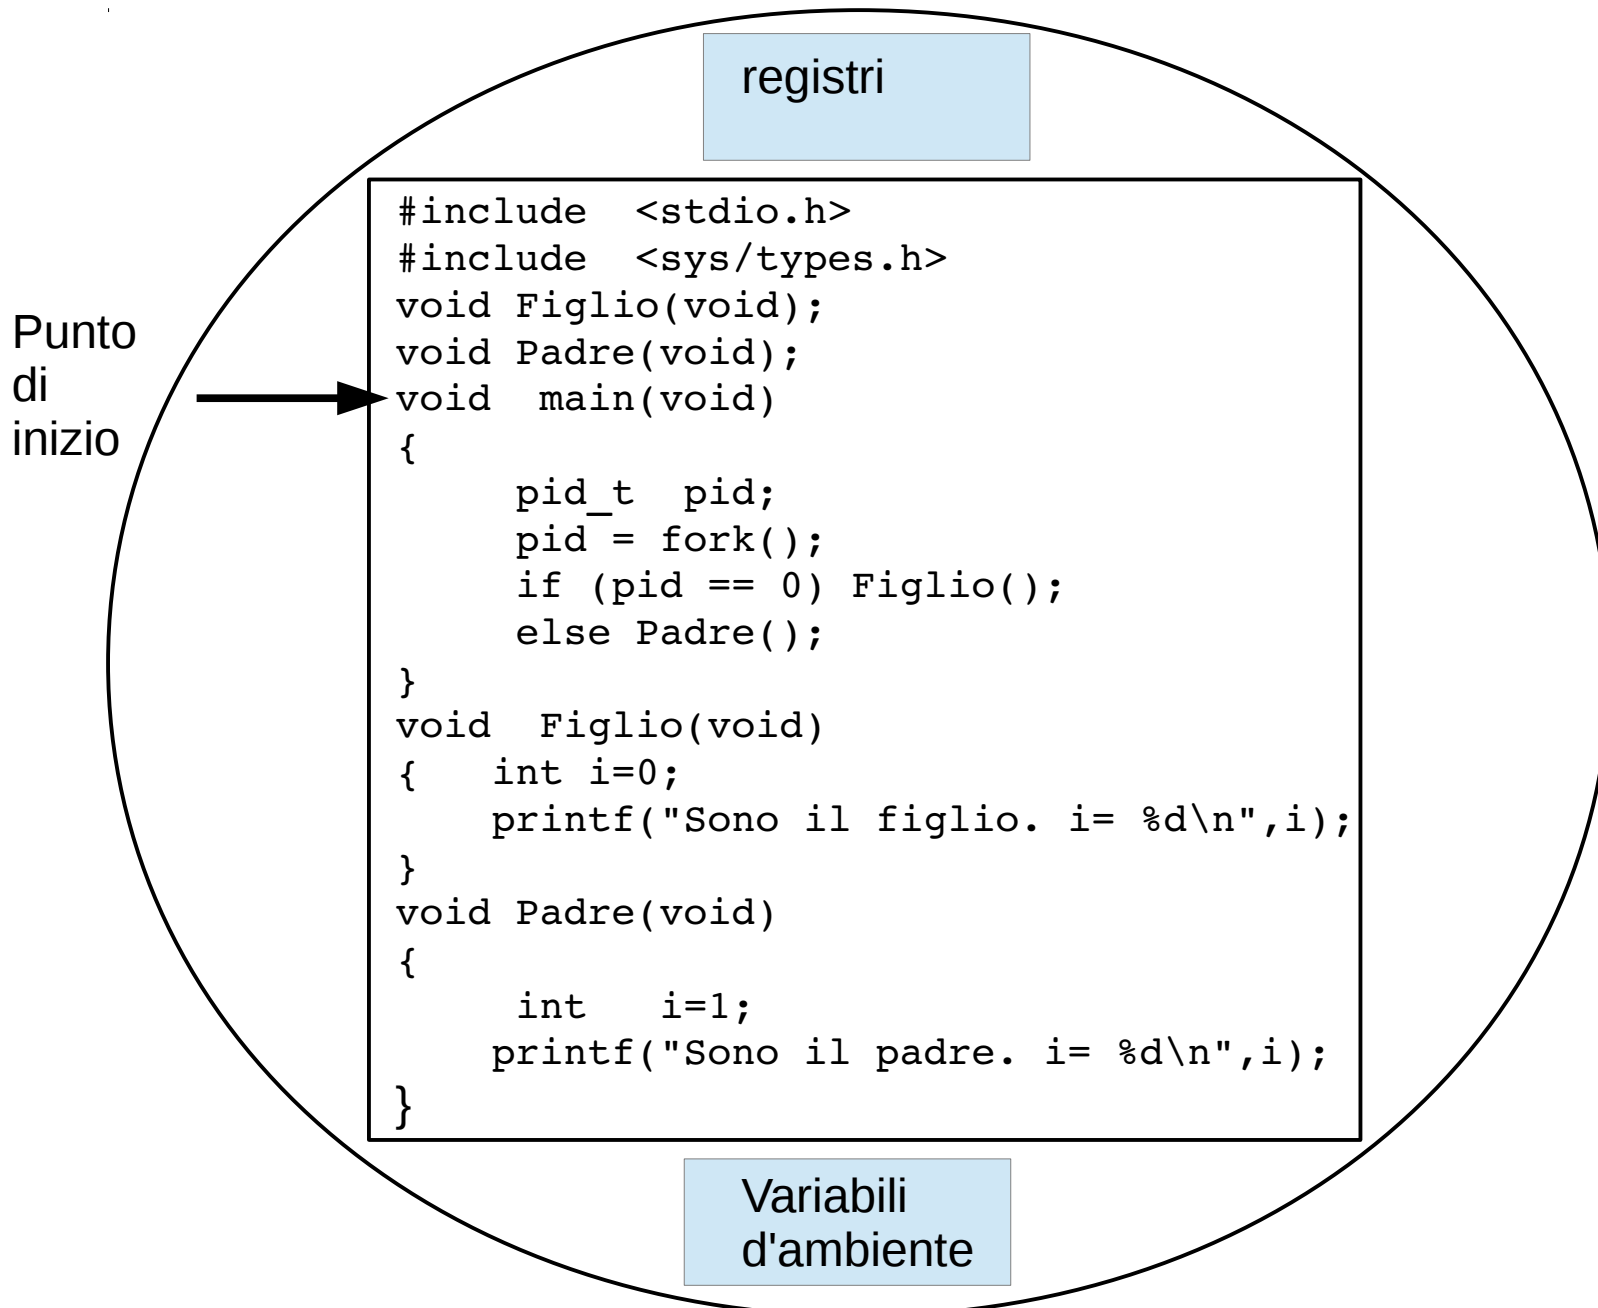 registri
Punto
di
inizio
#include  <stdio.h>
#include  <sys/types.h>
void Figlio(void);
void Padre(void);
void  main(void)
{
     pid_t  pid;
     pid = fork();
     if (pid == 0) Figlio();
     else Padre();
}
void  Figlio(void)
{   int i=0;
    printf("Sono il figlio. i= %d\n",i);
}
void Padre(void)
{
     int   i=1;
    printf("Sono il padre. i= %d\n",i);
}
Variabili
d'ambiente